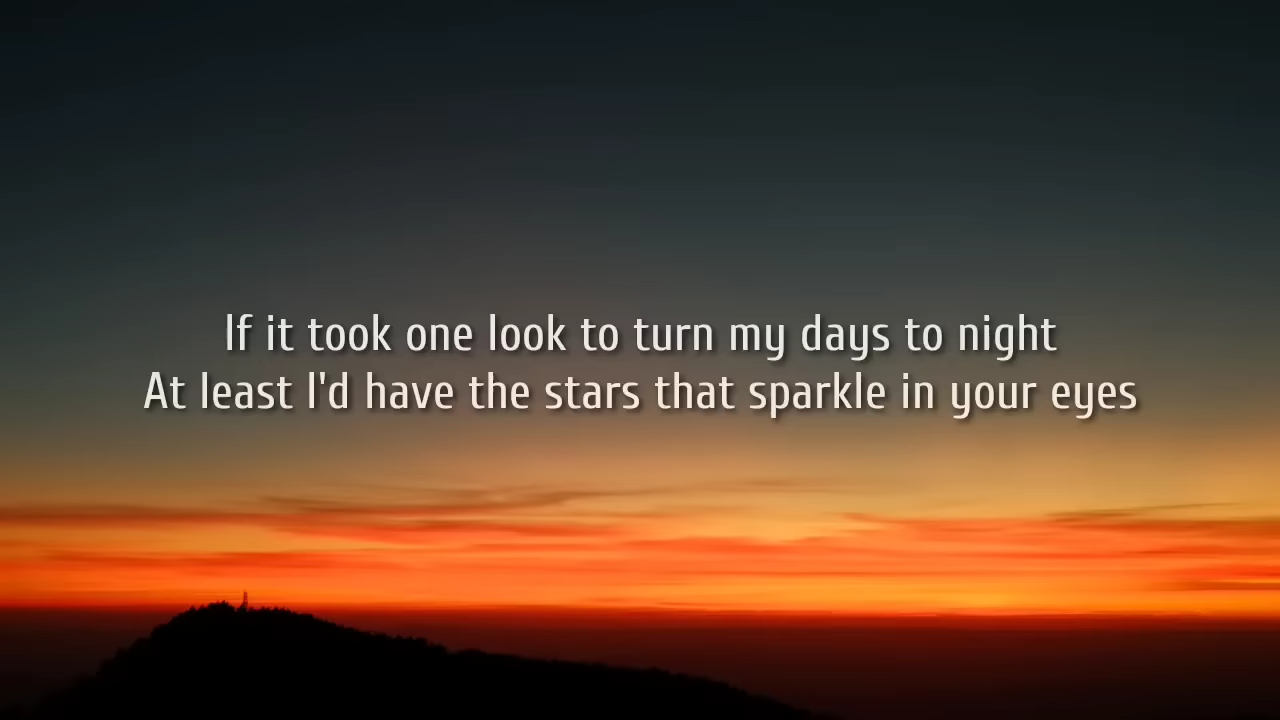 If it took one look to turn my days to night
At least I'd have the stars that sparkle in your eyes